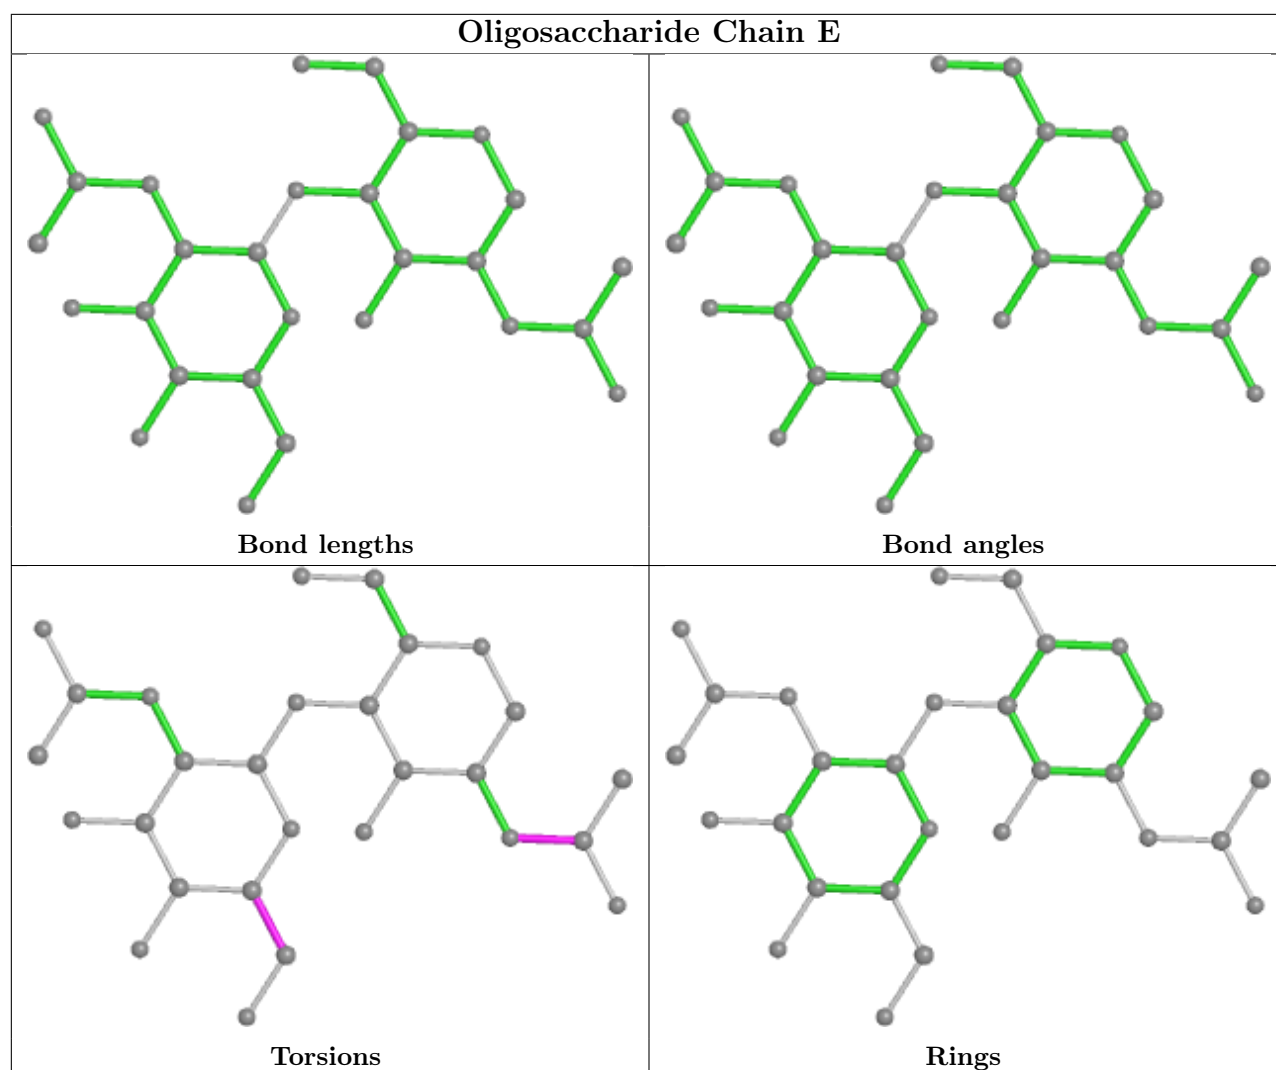 Oligosaccharide Chain E
Bond lengths
Bond angles
Torsions
Rings